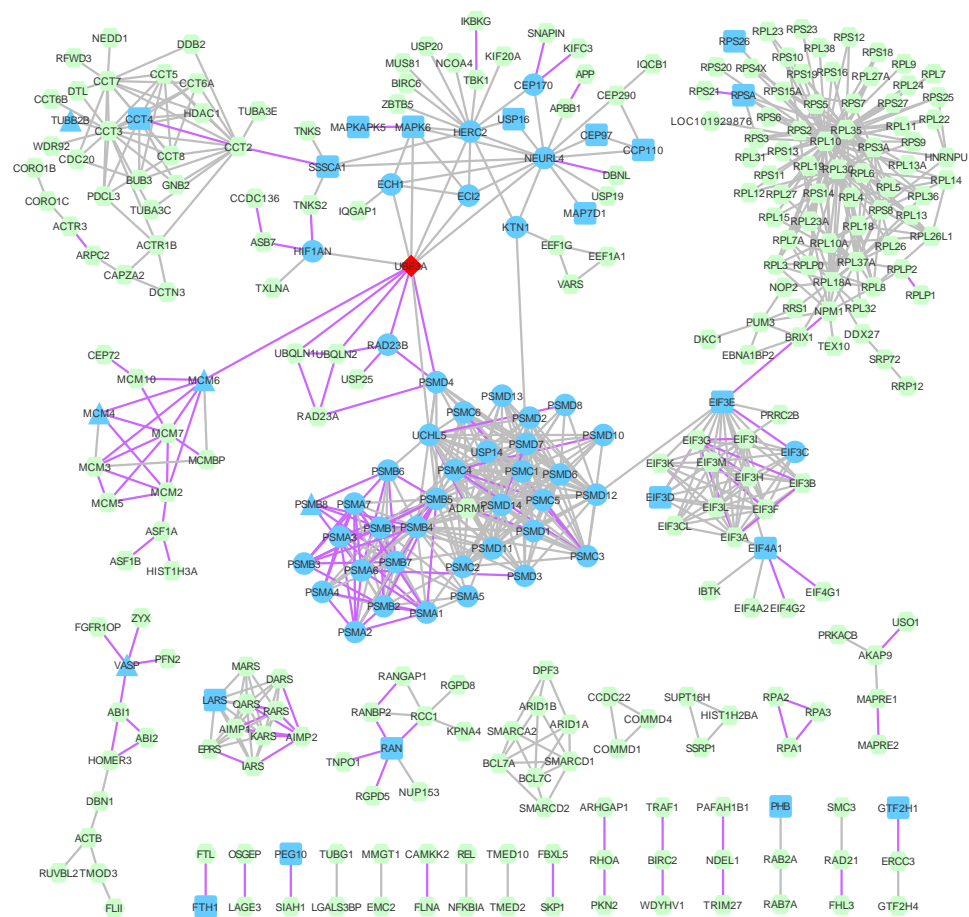 NEDD1
RFWD3
DDB2
CCT7
CCT5
CCT6A
DTL
CCT6B
TUBB2B
CCT4
HDAC1
TUBA3E
CCT3
WDR92
CCT8
CCT2
CDC20
BUB3
GNB2
PDCL3
TUBA3C
CORO1B
CORO1C
ACTR3
ARPC2
ACTR1B
CAPZA2
DCTN3
IKBKG
SNAPIN
USP20
NCOA4
KIF20A
KIFC3
MUS81
TBK1
BIRC6
CEP170
APP
IQCB1
ZBTB5
APBB1
CEP290
MAPKAPK5
MAPK6
HERC2
USP16
CEP97
CCP110
TNKS
SSSCA1
NEURL4
DBNL
USP19
ECH1
ECI2
MAP7D1
TNKS2
IQGAP1
KTN1
CCDC136
ASB7
HIF1AN
EEF1G
EEF1A1
VARS
TXLNA
UBE3A
RPS26
RPL23
RPS23
RPS12
RPS10
RPL38
RPS18
RPS20
RPS4X
RPS19
RPS16
RPL27A
RPL9
RPL7
RPS21
RPSA
RPS15A
RPL24
RPS5
RPS7
RPS27
RPS25
LOC101929876
RPS6
RPS2
RPL35
RPL11
RPL22
RPS3
RPL10
RPS3A
RPL9
HNRNPU
RPS13
RPL31
RPL19
RPL30
RPL13A
RPS11
RPL6
RPL14
RPL12
RPL27
RPS14
RPL4
RPL5
RPL36
RPS8
RPL15
RPL23A
RPL18
RPL13
RPL26L1
RPL7A
RPL10A
RPL26
RPL3
RPLP0
RPL37A
RPLP2
NOP2
RPL18A
RPL8
RPLP1
RRS1
NPM1
RPL32
PUM3
DKC1
BRIX1
DDX27
EBNA1BP2
TEX10
SRP72
RRP12
CEP72
MCM10
MCM6
MCM4
MCM7
MCM3
MCMBP
MCM5
MCM2
ASF1A
ASF1B
HIST1H3A
UBQLN1
UBQLN2
RAD23B
USP25
RAD23A
PSMD4
PSMD13
PSMC6
PSMD2
PSMD8
UCHL5
PSMD7
PSMD10
USP14
PSMB6
PSMC4
PSMC1
PSMD6
PSMB8
PSMA7
PSMB5
PSMC5
PSMD12
ADRM1
PSMD14
PSMB1
PSMB4
PSMA3
PSMD1
PSMD11
PSMB3
PSMA6
PSMB7
PSMC2
PSMD3
PSMC3
PSMA4
PSMB2
PSMA5
PSMA1
PSMA2
EIF3E
PRRC2B
EIF3G
EIF3I
EIF3C
EIF3K
EIF3M
EIF3H
EIF3B
EIF3D
EIF3L
EIF3F
EIF3CL
EIF3A
EIF4A1
IBTK
EIF4A2
EIF4G2
EIF4G1
ZYX
FGFR1OP
VASP
PFN2
ABI1
ABI2
HOMER3
DBN1
ACTB
RUVBL2
TMOD3
FLII
MARS
DARS
LARS
QARS
RARS
AIMP1
KARS
AIMP2
EPRS
IARS
RANGAP1
RGPD8
RANBP2
RCC1
KPNA4
RAN
TNPO1
RGPD5
NUP153
DPF3
ARID1B
ARID1A
SMARCA2
BCL7A
SMARCD1
BCL7C
SMARCD2
CCDC22
COMMD4
COMMD1
SUPT16H
HIST1H2BA
SSRP1
RPA2
RPA3
RPA1
PRKACB
USO1
AKAP9
MAPRE1
MAPRE2
FTL
OSGEP
PEG10
TUBG1
MMGT1
CAMKK2
REL
TMED10
FBXL5
FTH1
LAGE3
SIAH1
LGALS3BP
EMC2
FLNA
NFKBIA
TMED2
SKP1
ARHGAP1
TRAF1
PAFAH1B1
PHB
SMC3
GTF2H1
RHOA
BIRC2
NDEL1
RAB2A
RAD21
ERCC3
PKN2
WDYHV1
TRIM27
RAB7A
FHL3
GTF2H4